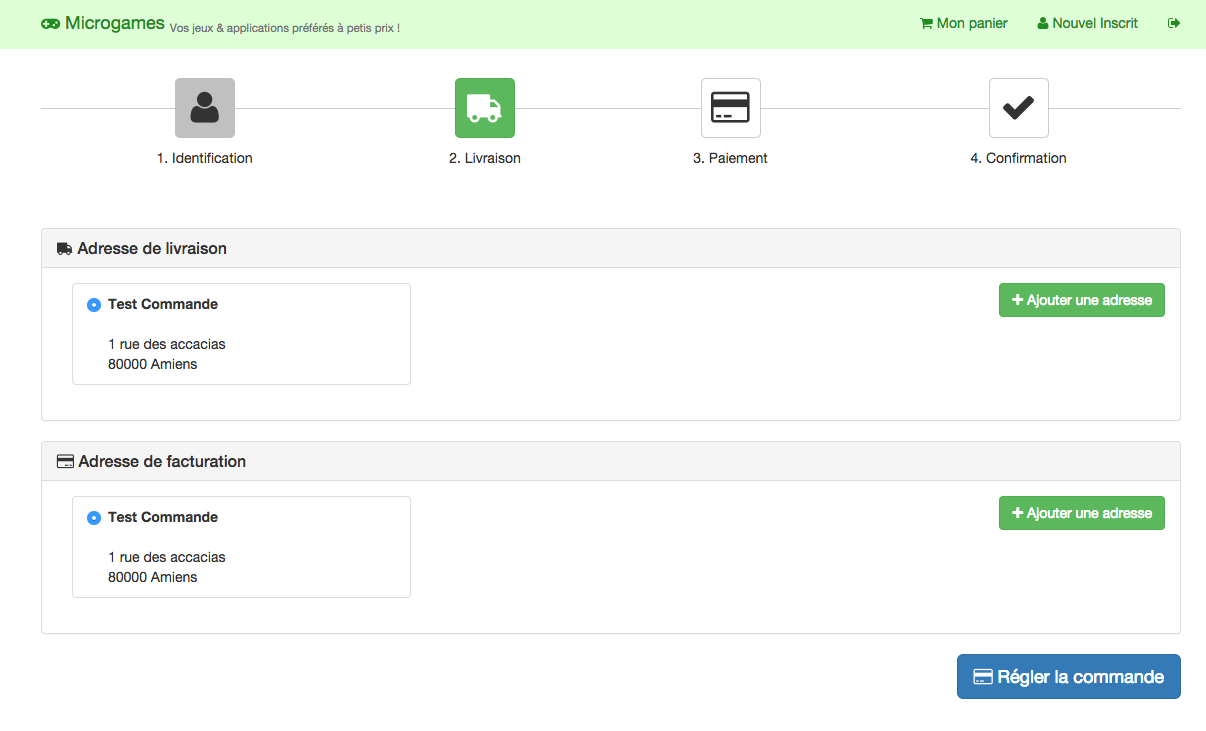 Microgames Vos jeux & applications préférés à petis prix !
Mon panier
Nouvel Inscrit
1. Identification
2. Livraison
3. Paiement
4. Confirmation
Adresse de livraison
Test Commande
Ajouter une adresse
1 rue des accacias
80000 Amiens
Adresse de facturation
Test Commande
Ajouter une adresse
1 rue des accacias
80000 Amiens
Régler la commande